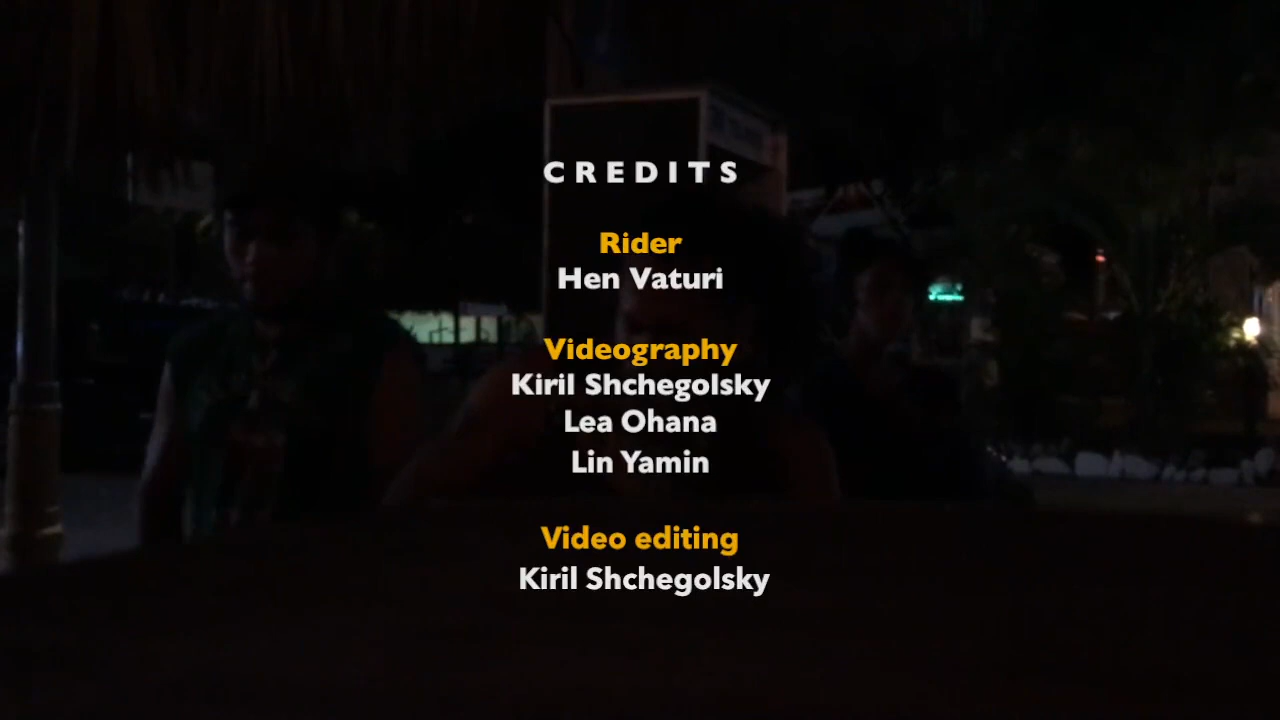 CREDITS
Rider
Hen Vaturi
Videography
Kiril Shchegolsky
Lea Ohana
Lin Yamin
Video editing
Kiril Shchegolsky